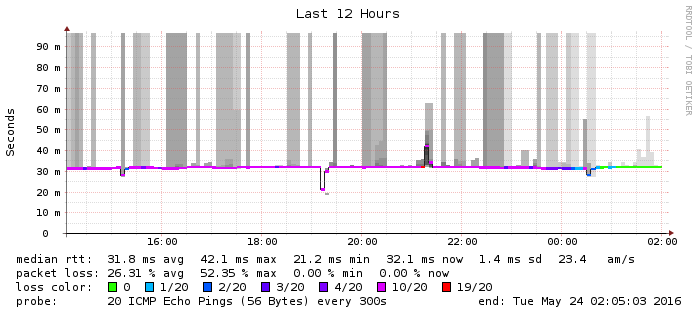 Last 12 Hours
RRDTOOL / TOBI OETIKER
Seconds
90 m
80 m
70 m
60 m
50 m
40 m
30 m
20 m
10 m
0
16:00 18:00 20:00 22:00 00:00 02:00
median rtt: 31.8 ms avg 42.1 ms max 21.2 ms min 32.1 ms now 1.4 ms sd 23.4 am/s
packet loss: 26.31 % avg 52.35 % max 0.00 % min 0.00 % now
loss color: 0 1/20 2/20 3/20 4/20 10/20 19/20
probe: 20 ICMP Echo Pings (56 Bytes) every 300s end: Tue May 24 02:05:03 2016